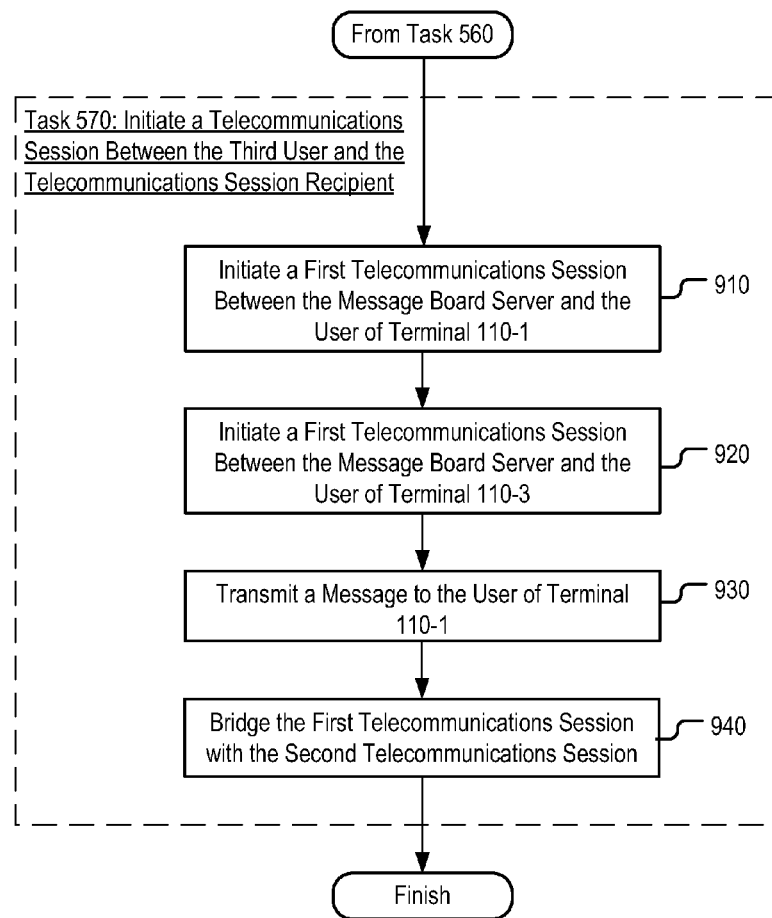 From Task 560
Task 570: Initiate a Telecommunications
Session Between the Third User and the
Telecommunications Session Recipient
Initiate a First Telecommunications Session
Between the Message Board Server and the
User of Terminal 110-1
910
Initiate a First Telecommunications Session
Between the Message Board Server and the
User of Terminal 110-3
920
Transmit a Message to the User of Terminal
110-1
930
Bridge the First Telecommunications Session
with the Second Telecommunications Session
940
Finish